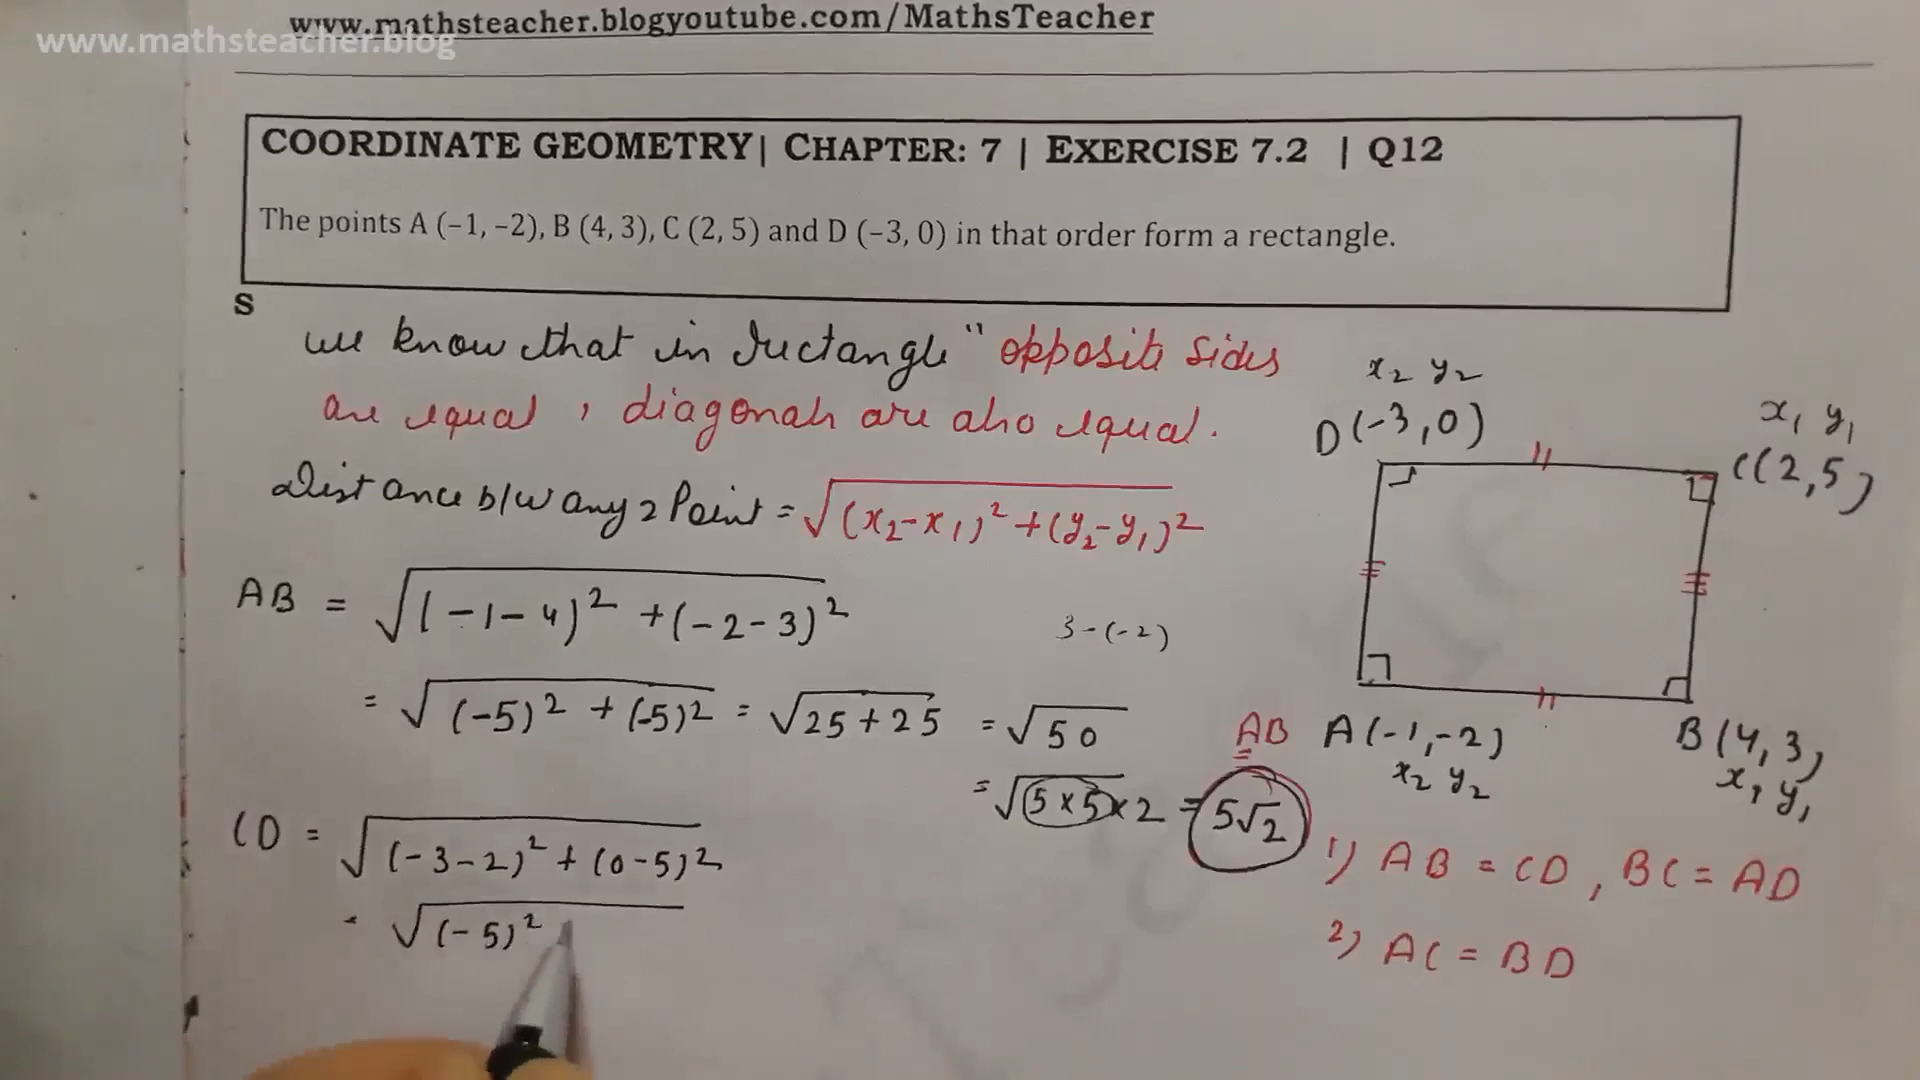 www.mathsteacher.blogyoutube.com/MathsTeacher
www.mathsteacher.blog
COORDINATE GEOMETRY| CHAPTER: 7 | EXERCISE 7.2 | Q12
The points A (−1, −2), B (4, 3), C (2, 5) and D (−3, 0) in that order form a rectangle.
S
we know that in rectangle "opposite sides
are equal, diagonals are also equal.
Distance b/w any 2 Point = √(x₂-x₁)² + (y₂-y₁)²
AB = √(-1-4)² + (-2-3)²
3-(-2)
= √(-5)² + (-5)² = √25+25 = √50
= √5×5×2 = 5√2
AB
CD = √(-3-2)² + (0-5)²
= √(-5)²
x₂ y₂
D(-3,0)
x₁ y₁
C(2,5)
A(-1,-2)
x₂ y₂
B(4,3)
x₁ y₁
1) AB = CD, BC = AD
2) AC = BD